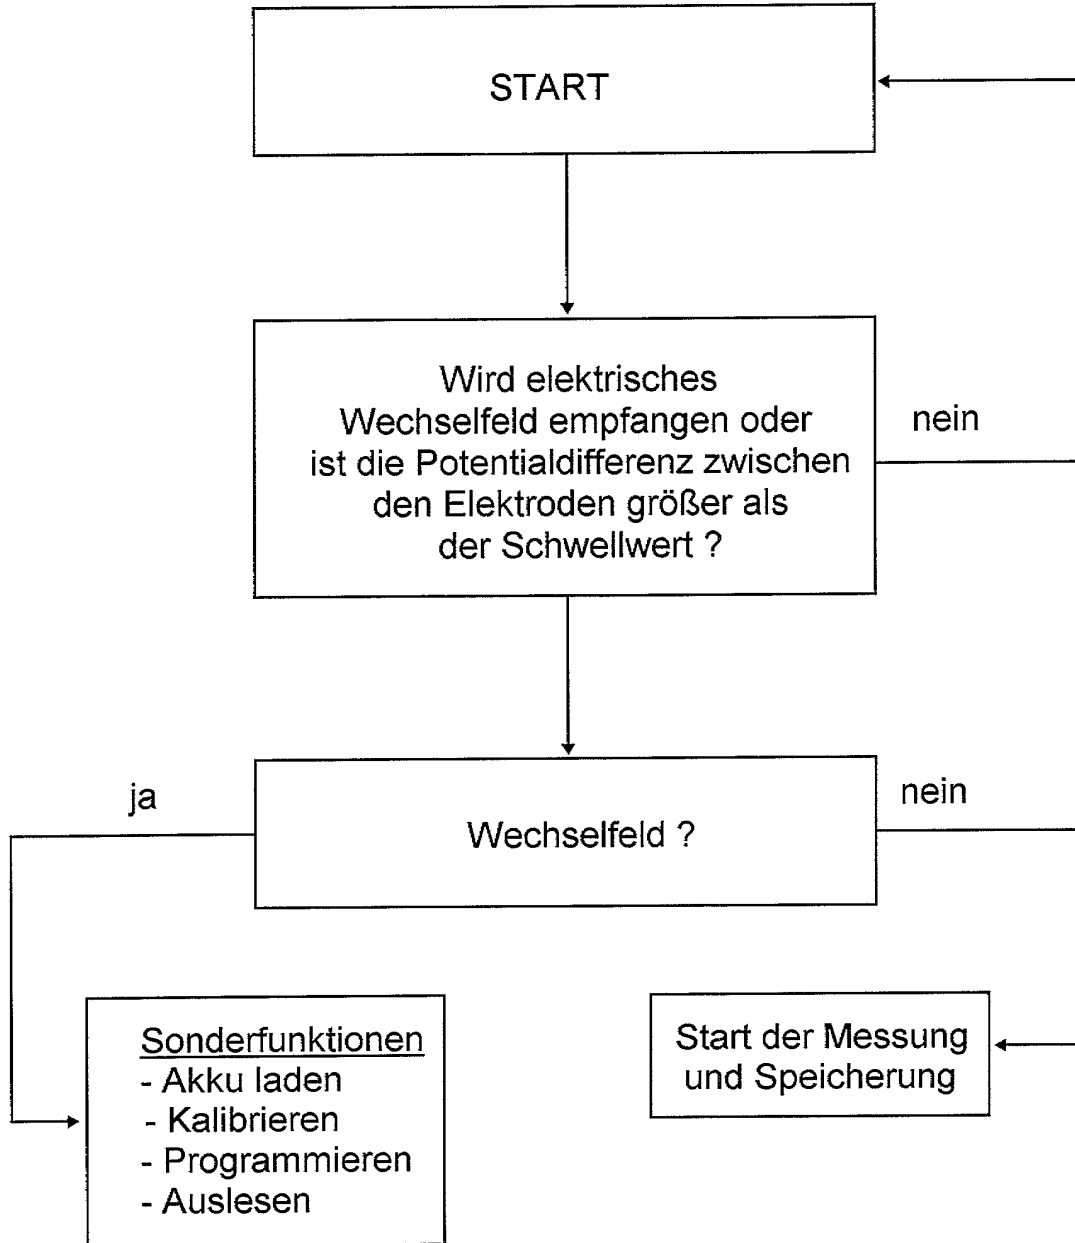 START
Wird elektrisches
Wechselfeld empfangen oder
ist die Potentialdifferenz zwischen
den Elektroden größer als
der Schwellwert ?
nein
ja
Wechselfeld ?
nein
Sonderfunktionen
- Akku laden
- Kalibrieren
- Programmieren
- Auslesen
Start der Messung
und Speicherung